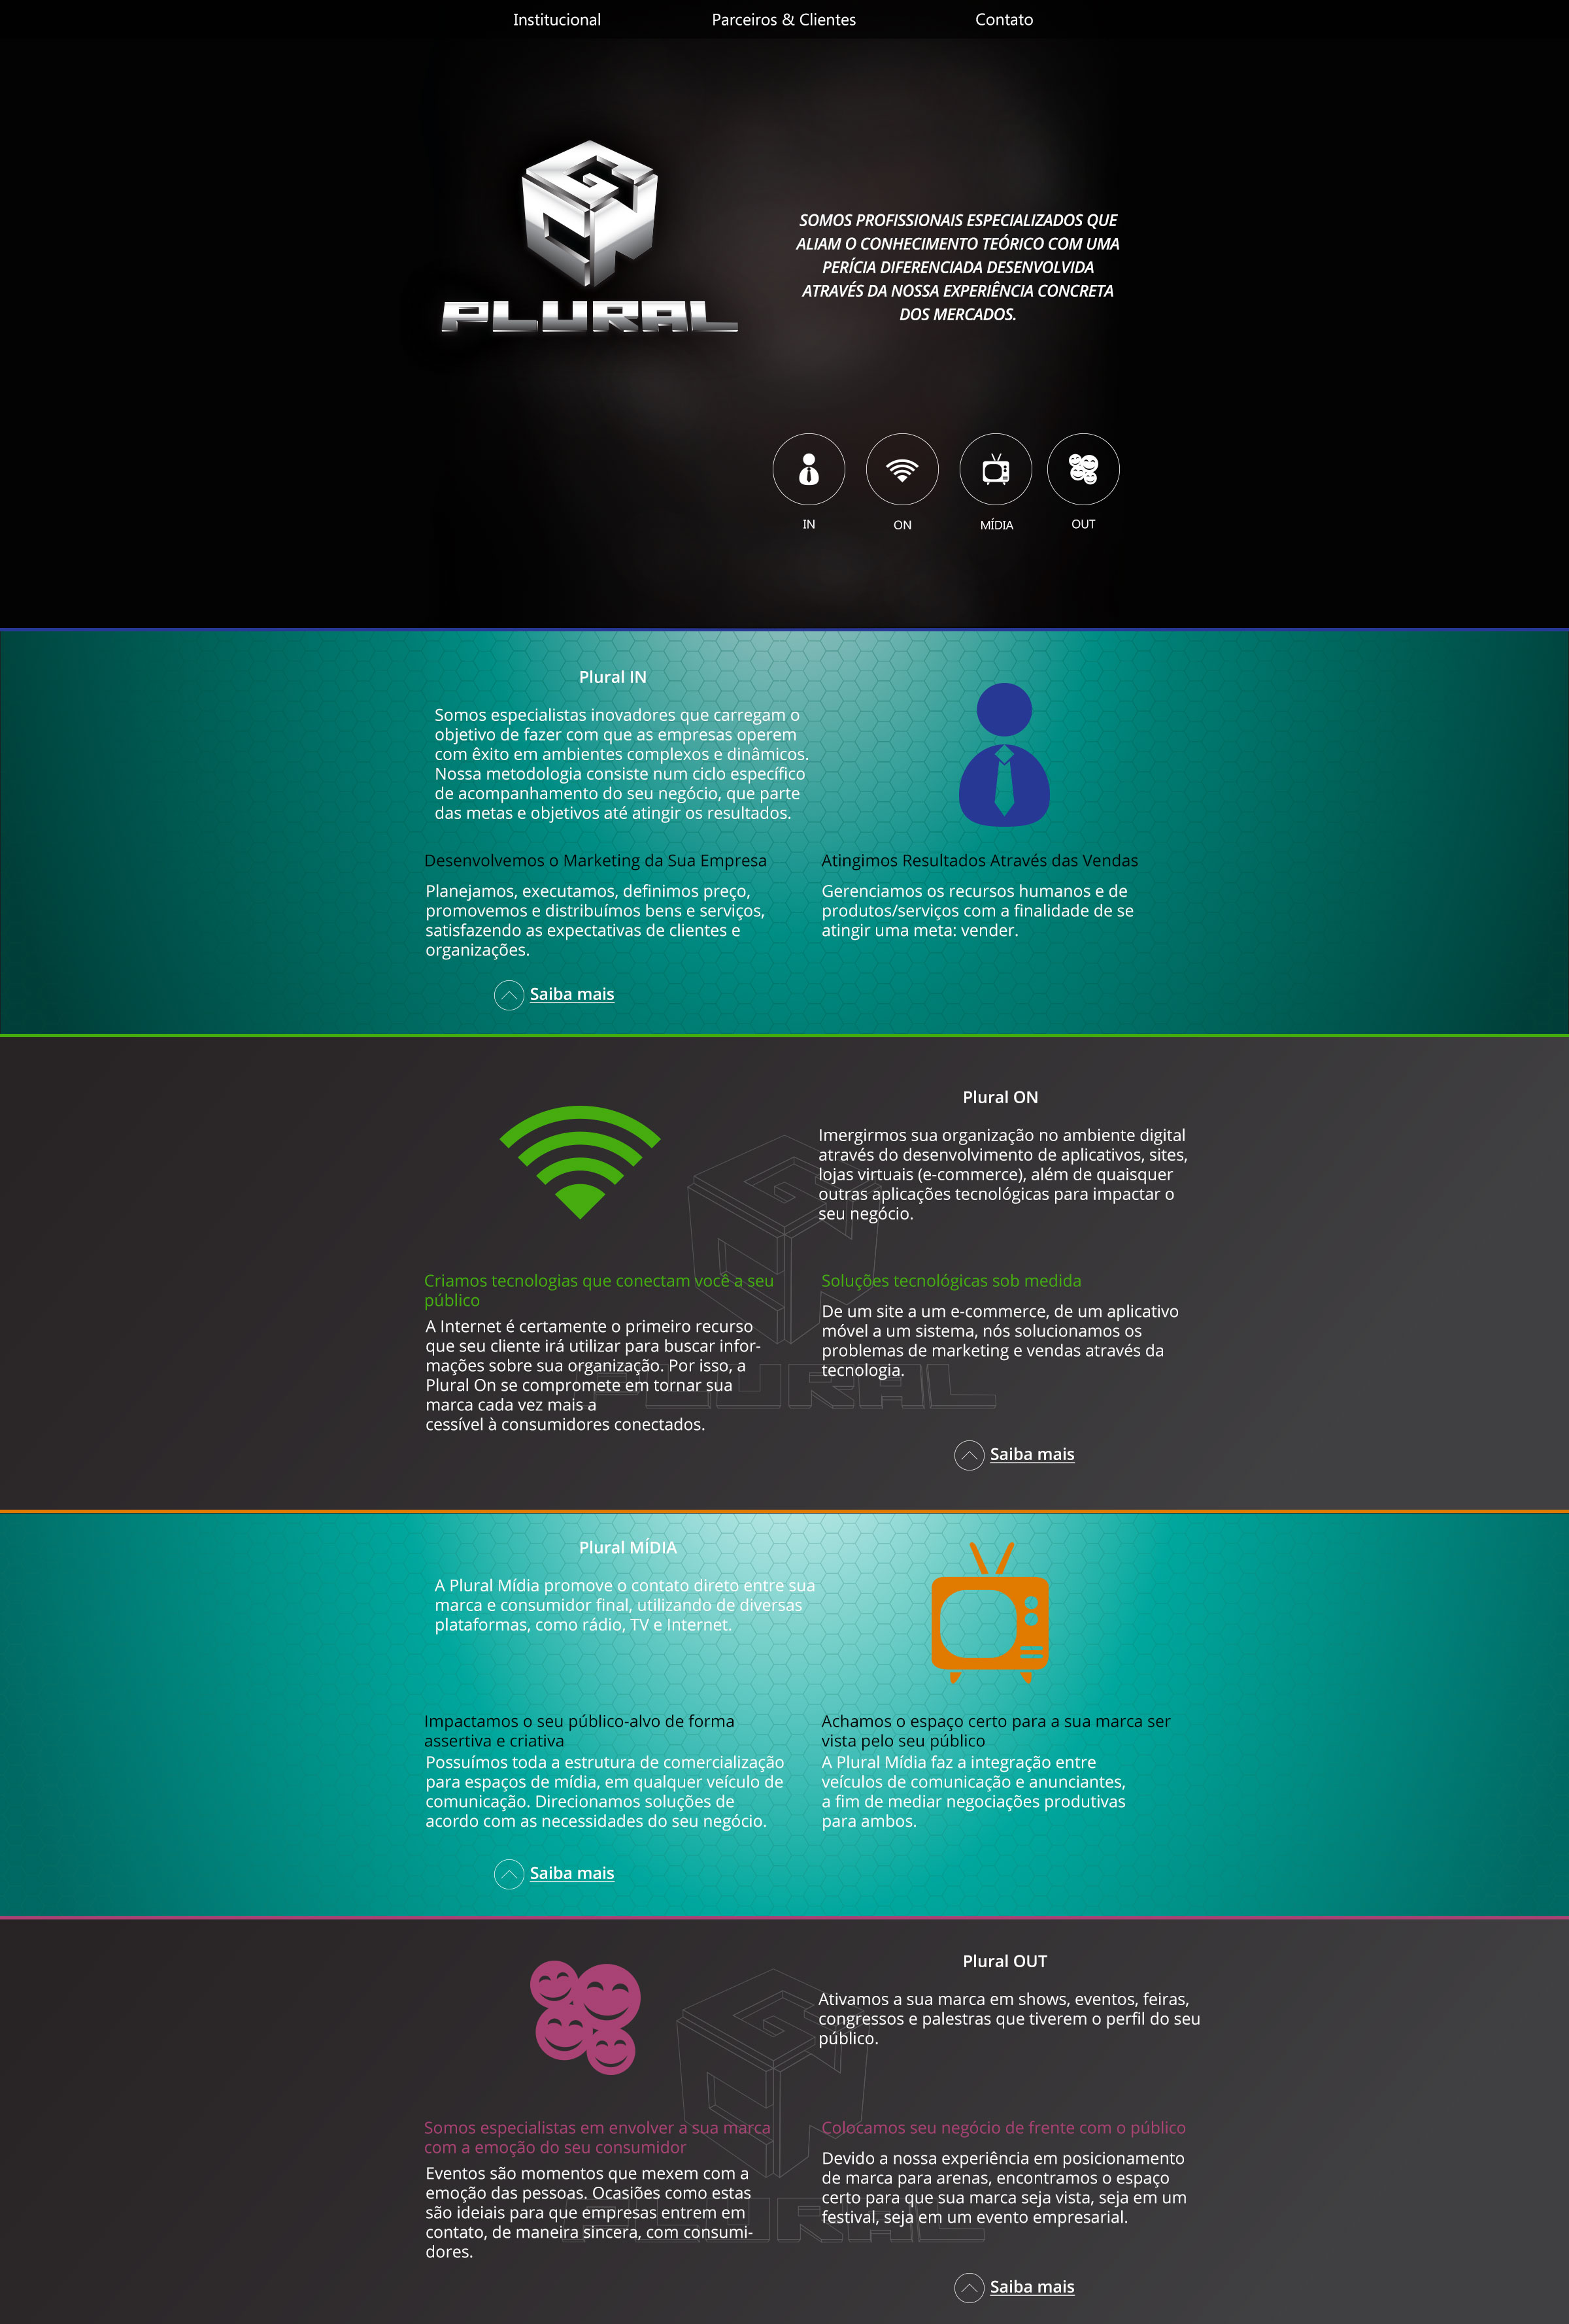 Institucional
Parceiros & Clientes
Contato
PLURAL
SOMOS PROFISSIONAIS ESPECIALIZADOS QUE
ALIAM O CONHECIMENTO TEÓRICO COM UMA
PERÍCIA DIFERENCIADA DESENVOLVIDA
ATRAVÉS DA NOSSA EXPERIÊNCIA CONCRETA
DOS MERCADOS.
IN
ON
MÍDIA
OUT
Plural IN
Somos especialistas inovadores que carregam o
objetivo de fazer com que as empresas operem
com êxito em ambientes complexos e dinâmicos.
Nossa metodologia consiste num ciclo específico
de acompanhamento do seu negócio, que parte
das metas e objetivos até atingir os resultados.
Desenvolvemos o Marketing da Sua Empresa
Planejamos, executamos, definimos preço,
promovemos e distribuímos bens e serviços,
satisfazendo as expectativas de clientes e
organizações.
Atingimos Resultados Através das Vendas
Gerenciamos os recursos humanos e de
produtos/serviços com a finalidade de se
atingir uma meta: vender.
Saiba mais
Plural ON
Imergirmos sua organização no ambiente digital
através do desenvolvimento de aplicativos, sites,
lojas virtuais (e-commerce), além de quaisquer
outras aplicações tecnológicas para impactar o
seu negócio.
Criamos tecnologias que conectam você a seu
público
A Internet é certamente o primeiro recurso
que seu cliente irá utilizar para buscar infor-
mações sobre sua organização. Por isso, a
Plural On se compromete em tornar sua
marca cada vez mais a
cessível à consumidores conectados.
Soluções tecnológicas sob medida
De um site a um e-commerce, de um aplicativo
móvel a um sistema, nós solucionamos os
problemas de marketing e vendas através da
tecnologia.
PLURAL
Saiba mais
Plural MÍDIA
A Plural Mídia promove o contato direto entre sua
marca e consumidor final, utilizando de diversas
plataformas, como rádio, TV e Internet.
Impactamos o seu público-alvo de forma
assertiva e criativa
Possuímos toda a estrutura de comercialização
para espaços de mídia, em qualquer veículo de
comunicação. Direcionamos soluções de
acordo com as necessidades do seu negócio.
Achamos o espaço certo para a sua marca ser
vista pelo seu público
A Plural Mídia faz a integração entre
veículos de comunicação e anunciantes,
a fim de mediar negociações produtivas
para ambos.
Saiba mais
Plural OUT
Ativamos a sua marca em shows, eventos, feiras,
congressos e palestras que tiverem o perfil do seu
público.
Somos especialistas em envolver a sua marca
com a emoção do seu consumidor
Eventos são momentos que mexem com a
emoção das pessoas. Ocasiões como estas
são ideiais para que empresas entrem em
contato, de maneira sincera, com consumi-
dores.
Colocamos seu negócio de frente com o público
Devido a nossa experiência em posicionamento
de marca para arenas, encontramos o espaço
certo para que sua marca seja vista, seja em um
festival, seja em um evento empresarial.
PLURAL
Saiba mais